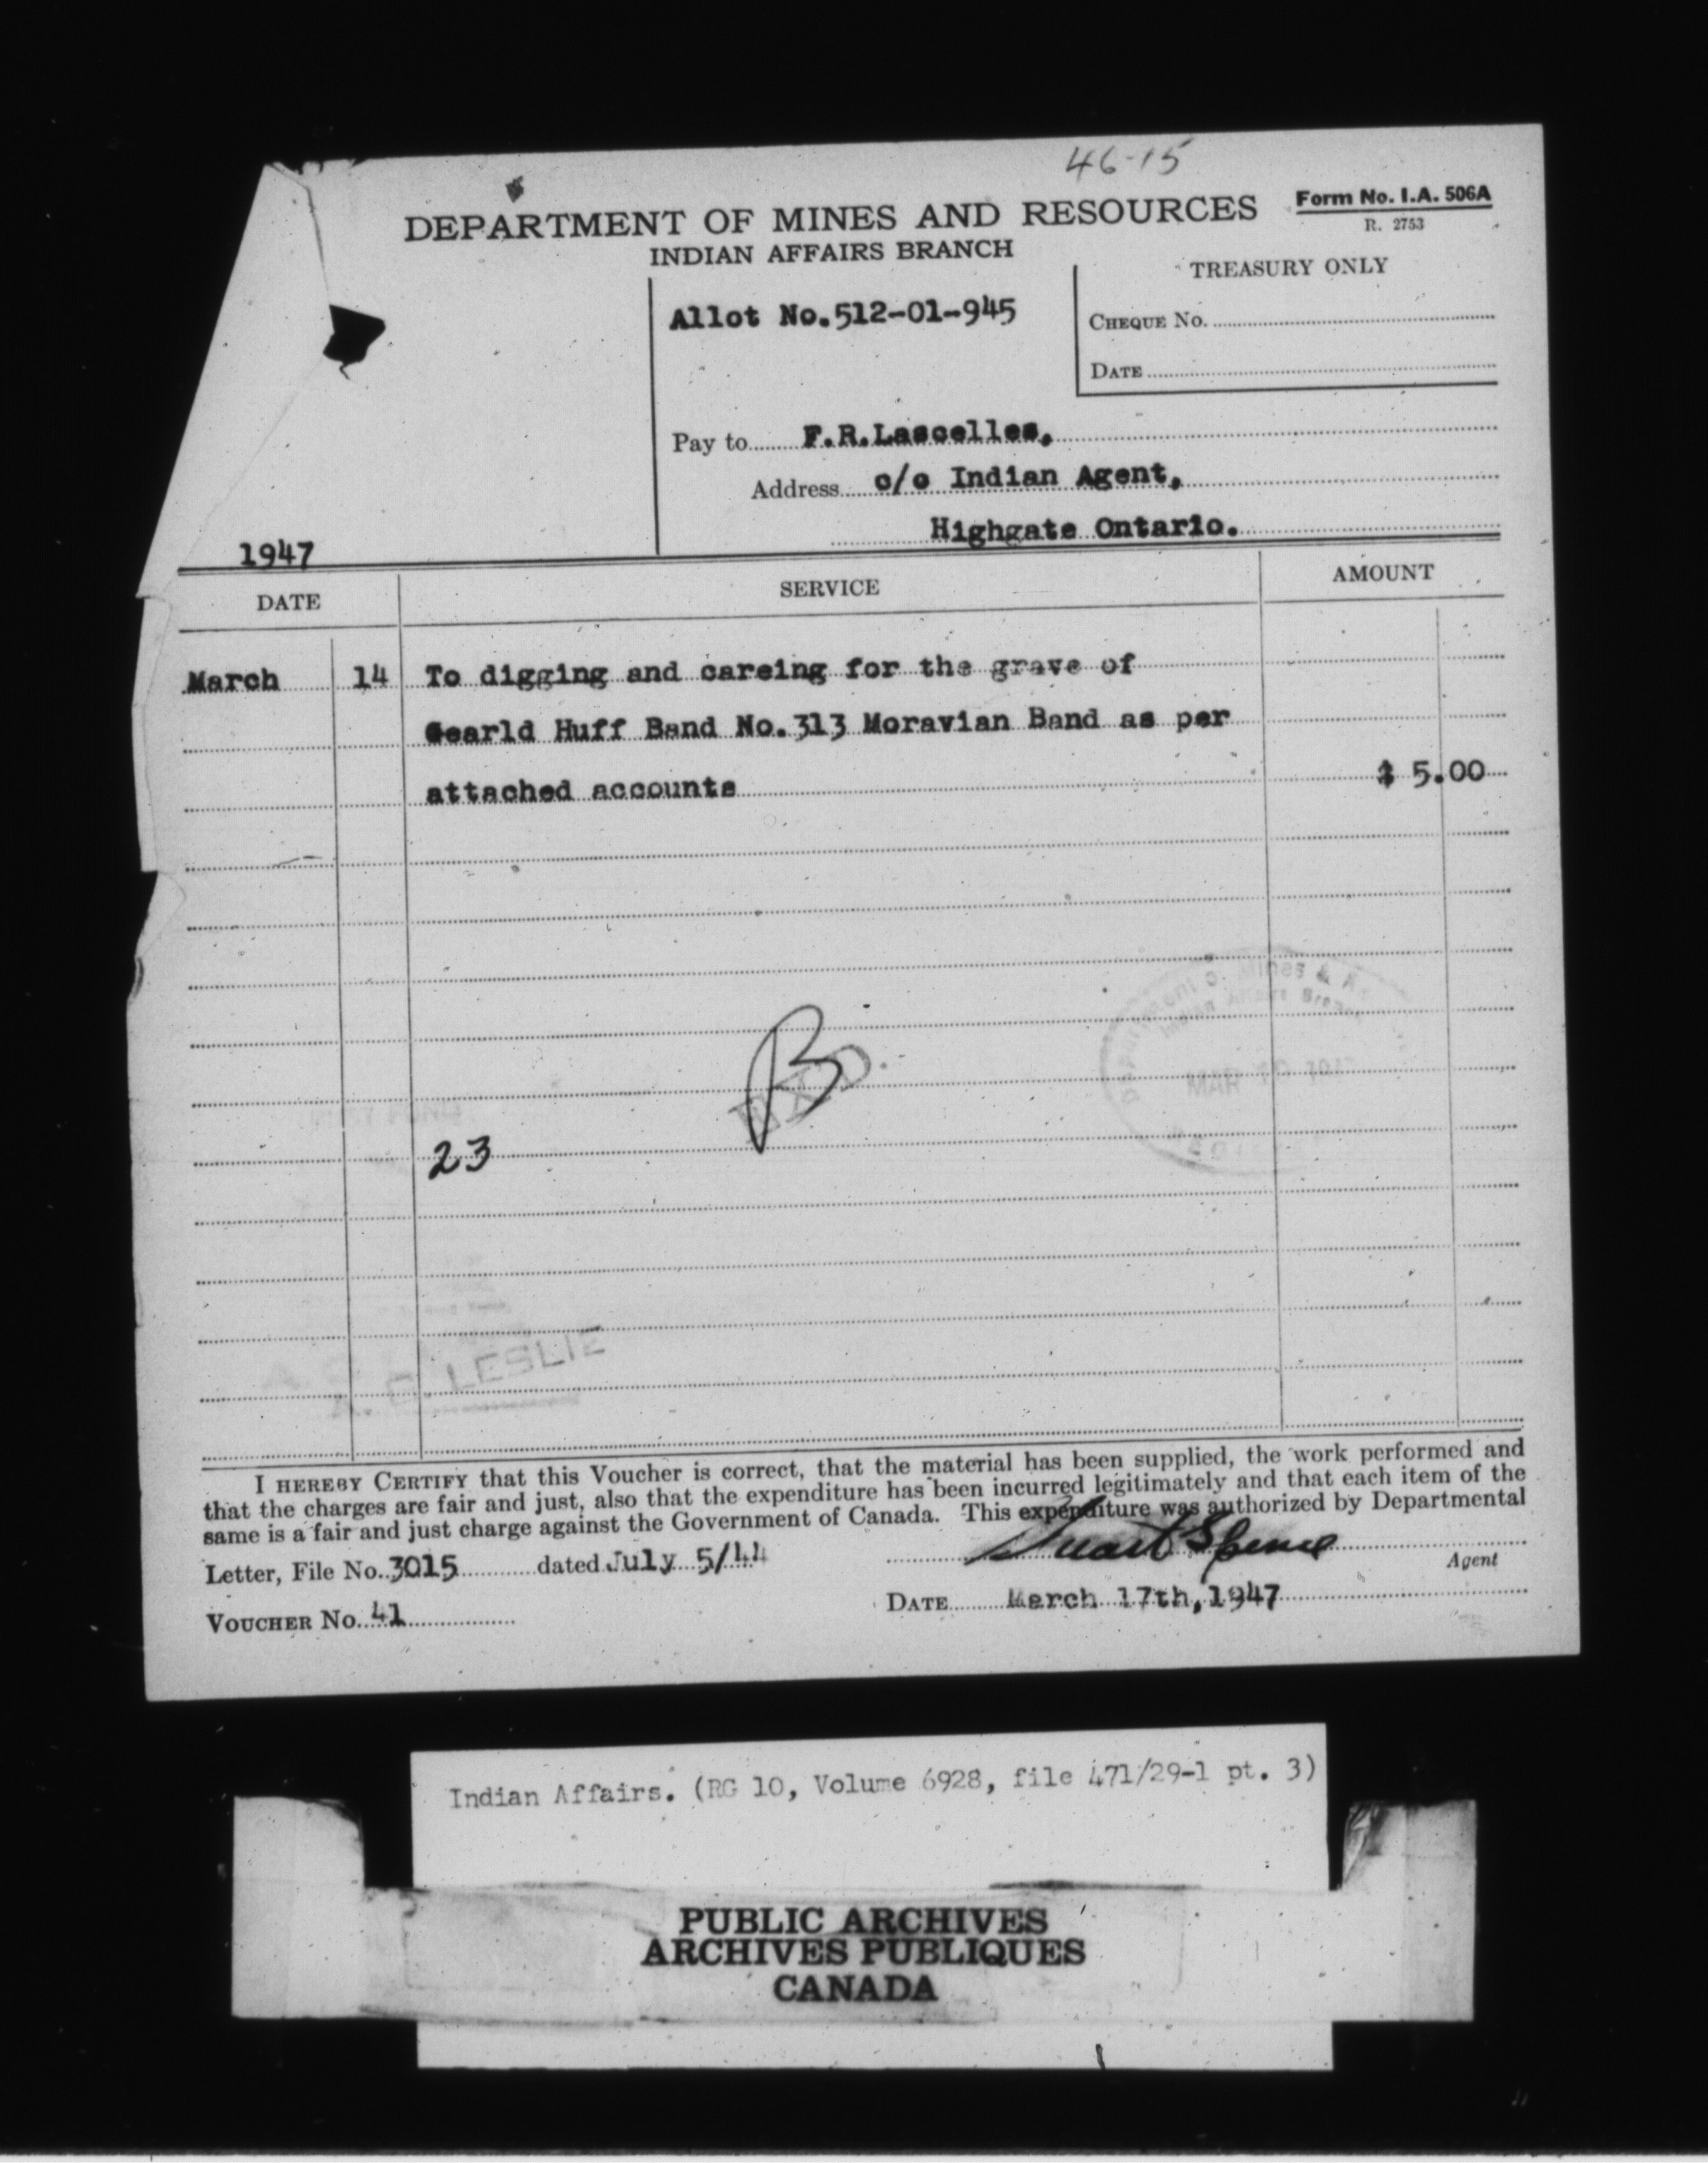 46-15
DEPARTMENT OF MINES AND RESOURCES
Form No. I.A. 506A
R. 2753
INDIAN AFFAIRS BRANCH
TREASURY ONLY
Allot No.512-01-945
CHEQUE No.
DATE
Pay to F.R.Lascelles,
Address c/o Indian Agent,
Highgate Ontario.
1947
DATE SERVICE AMOUNT
March 14 To digging and careing for the grave of
Gearld Huff Band No.313 Moravian Band as per
attached accounts $ 5.00
B
MAR
23
LESLIE
I HEREBY CERTIFY that this Voucher is correct, that the material has been supplied, the work performed and
that the charges are fair and just, also that the expenditure has been incurred legitimately and that each item of the
same is a fair and just charge against the Government of Canada. This expenditure was authorized by Departmental
Letter, File No. 3015 dated July 5/44 Stuart Spence Agent
VOUCHER No. 41
DATE March 17th,1947
Indian Affairs. (RG 10, Volume 6928, file 471/29-1 pt. 3)
PUBLIC ARCHIVES
ARCHIVES PUBLIQUES
CANADA